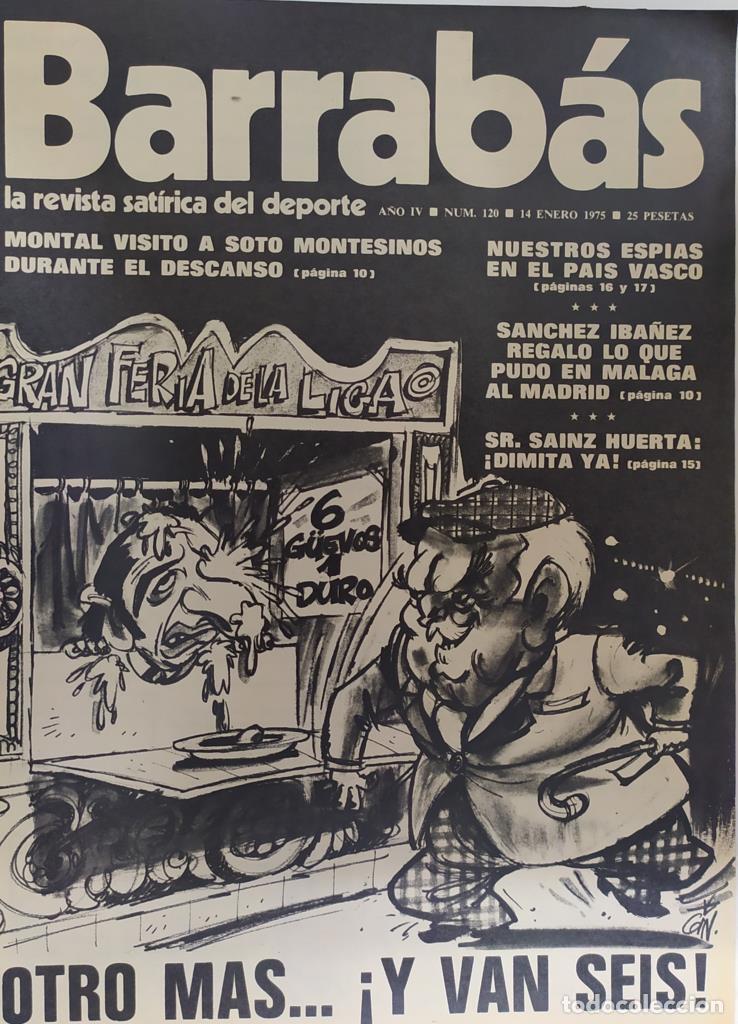 Barrabás
la revista satírica del deporte
AÑO IV ■ NUM. 120 ■ 14 ENERO 1975 ■ 25 PESETAS
MONTAL VISITO A SOTO MONTESINOS
DURANTE EL DESCANSO (página 10)
NUESTROS ESPIAS
EN EL PAIS VASCO
(páginas 16 y 17)
★ ★ ★
SANCHEZ IBAÑEZ
REGALO LO QUE
PUDO EN MALAGA
AL MADRID (página 10)
★ ★ ★
SR. SAINZ HUERTA:
¡DIMITA YA! (página 15)
GRAN FERIA DE LA LIGA
6
GÜEVOS
1
DURO
OTRO MAS... ¡Y VAN SEIS!
todocoleccion